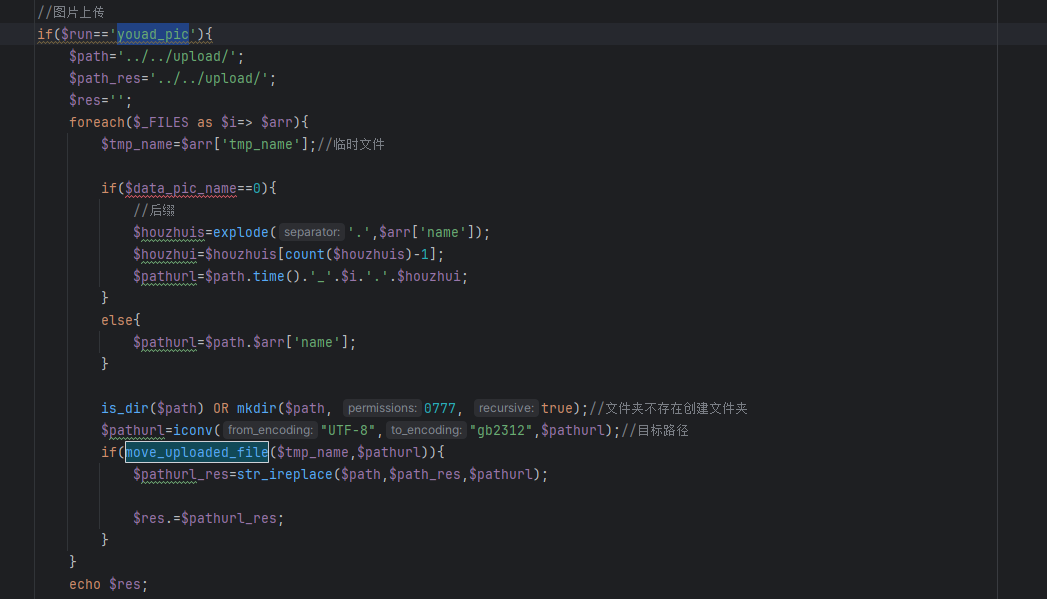 //图片上传
if($run=='youad_pic'){
$path='../../upload/';
$path_res='../../upload/';
$res='';
foreach($_FILES as $i=> $arr){
$tmp_name=$arr['tmp_name'];//临时文件
if($data_pic_name==0){
//后缀
$houzhuis=explode( separator: '.',$arr['name']);
$houzhui=$houzhuis[count($houzhuis)-1];
$pathurl=$path.time().'_'.$i.'.'.$houzhui;
}
else{
$pathurl=$path.$arr['name'];
}
is_dir($path) OR mkdir($path, permissions: 0777, recursive: true);//文件夹不存在创建文件夹
$pathurl=iconv( from_encoding: "UTF-8", to_encoding: "gb2312",$pathurl);//目标路径
if(move_uploaded_file($tmp_name,$pathurl)){
$pathurl_res=str_ireplace($path,$path_res,$pathurl);
$res.=$pathurl_res;
}
}
echo $res;